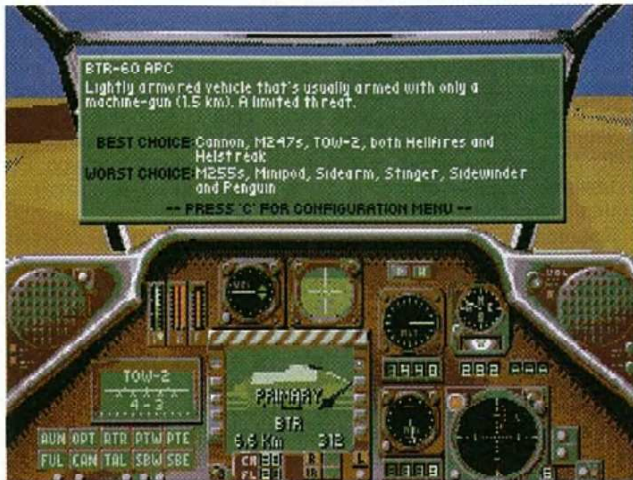 BTR-60 APC
Lightly armored vehicle that's usually armed with only a
machine-gun (1.5 km). A limited threat.
BEST CHOICE:Cannon, M247s, TOW-2, both Hellfires and
Helstreak
WORST CHOICE:M255s, Minipod, Sidearm, Stinger, Sidewinder
and Penguin
-- PRESS 'C' FOR CONFIGURATION MENU --
TOW-2
4-3
PRIMARY
BTR
6.6 Km 312
AUN OPT RTR PTW PTE
FUL CAN TAL SBW SBE